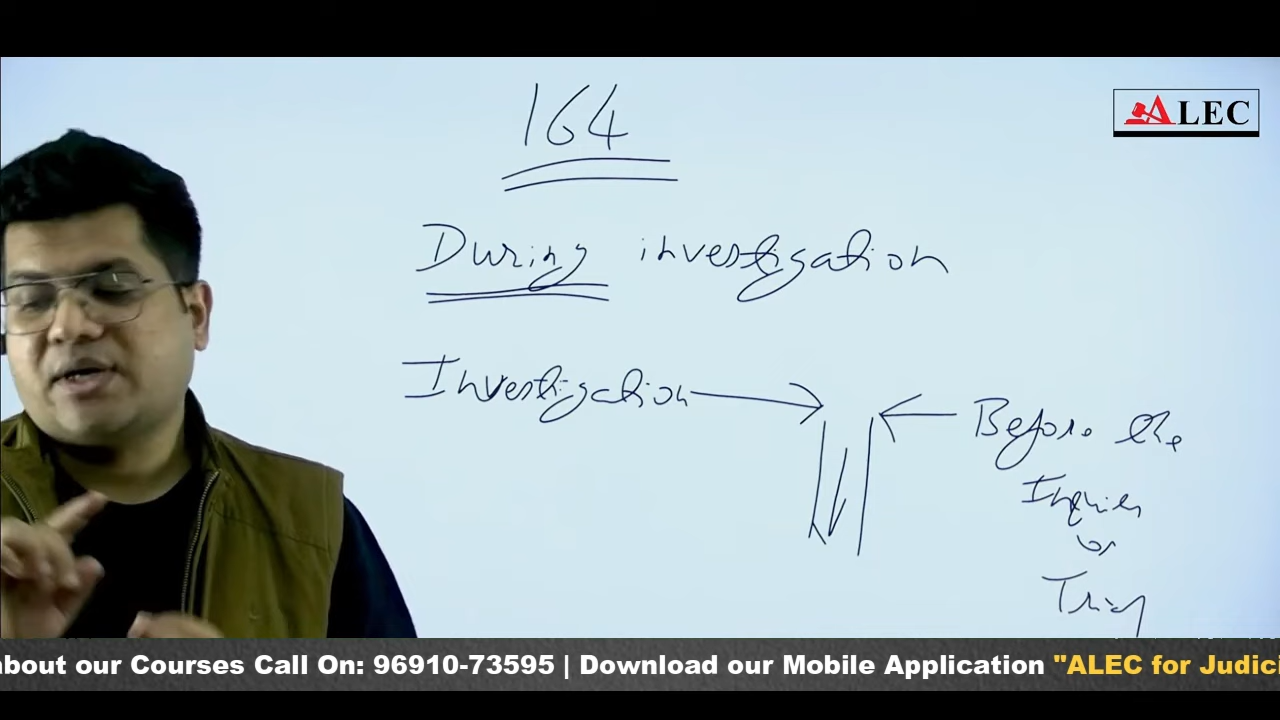 164
ALEC
During investigation
Investigation
Before the
Inquiry
or
Trial
about our Courses Call On: 96910-73595 | Download our Mobile Application "ALEC for Judici